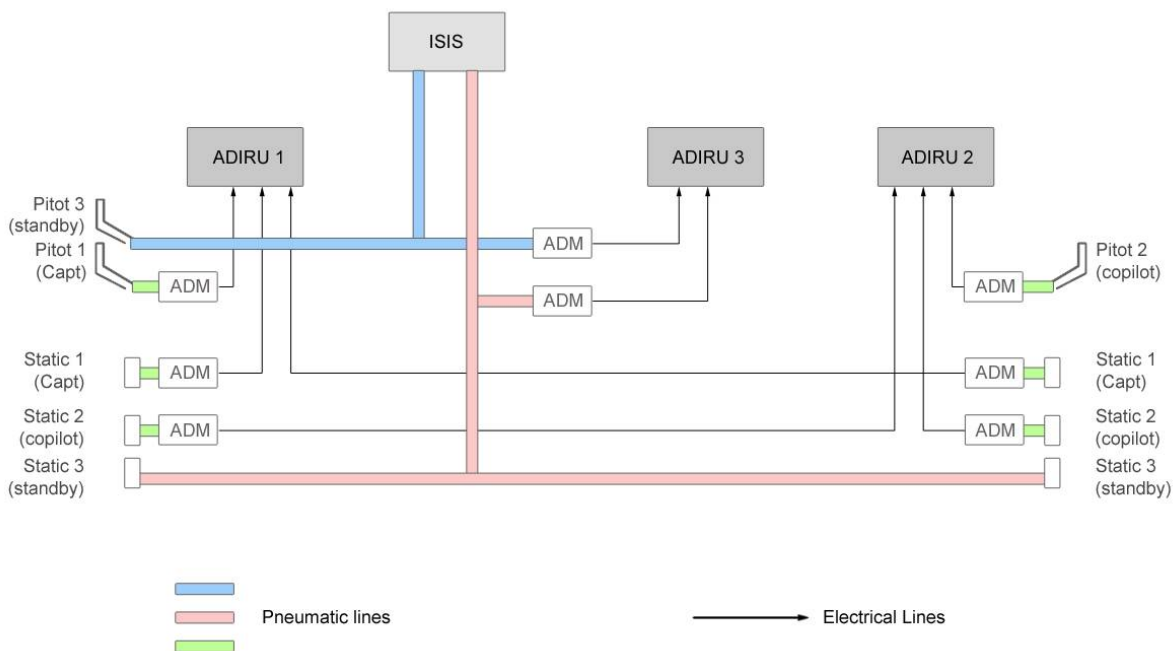 ISIS
ADIRU 1
ADIRU 3
ADIRU 2
Pitot 3
(standby)
Pitot 1
(Capt)
ADM
ADM
ADM
ADM
Pitot 2
(copilot)
Static 1
(Capt)
ADM
ADM
Static 1
(Capt)
Static 2
(copilot)
ADM
ADM
Static 2
(copilot)
Static 3
(standby)
Static 3
(standby)
Pneumatic lines
Electrical Lines